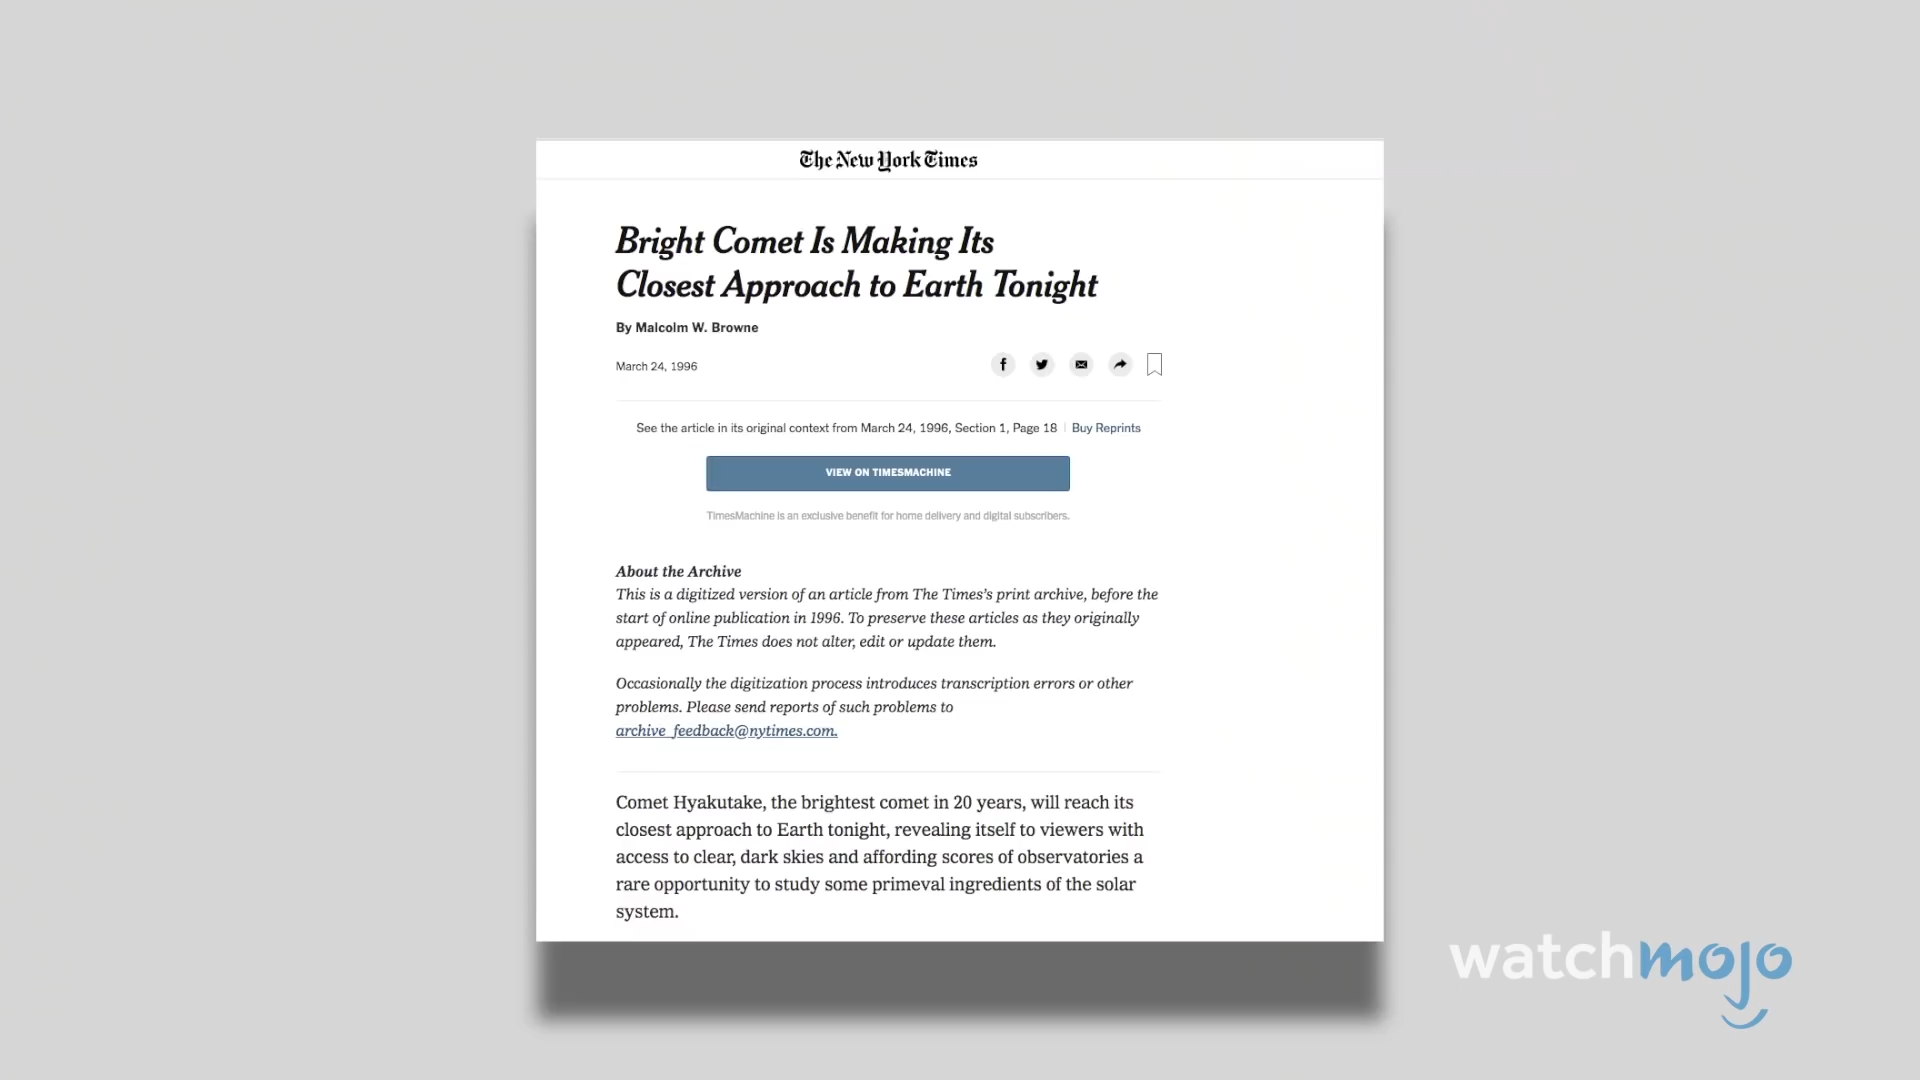 The New York Times
Bright Comet Is Making Its
Closest Approach to Earth Tonight
By Malcolm W. Browne
March 24, 1996
See the article in its original context from March 24, 1996, Section 1, Page 18 | Buy Reprints
VIEW ON TIMESMACHINE
TimesMachine is an exclusive benefit for home delivery and digital subscribers.
About the Archive
This is a digitized version of an article from The Times's print archive, before the
start of online publication in 1996. To preserve these articles as they originally
appeared, The Times does not alter, edit or update them.
Occasionally the digitization process introduces transcription errors or other
problems. Please send reports of such problems to
archive_feedback@nytimes.com.
Comet Hyakutake, the brightest comet in 20 years, will reach its
closest approach to Earth tonight, revealing itself to viewers with
access to clear, dark skies and affording scores of observatories a
rare opportunity to study some primeval ingredients of the solar
system.
watchmojo